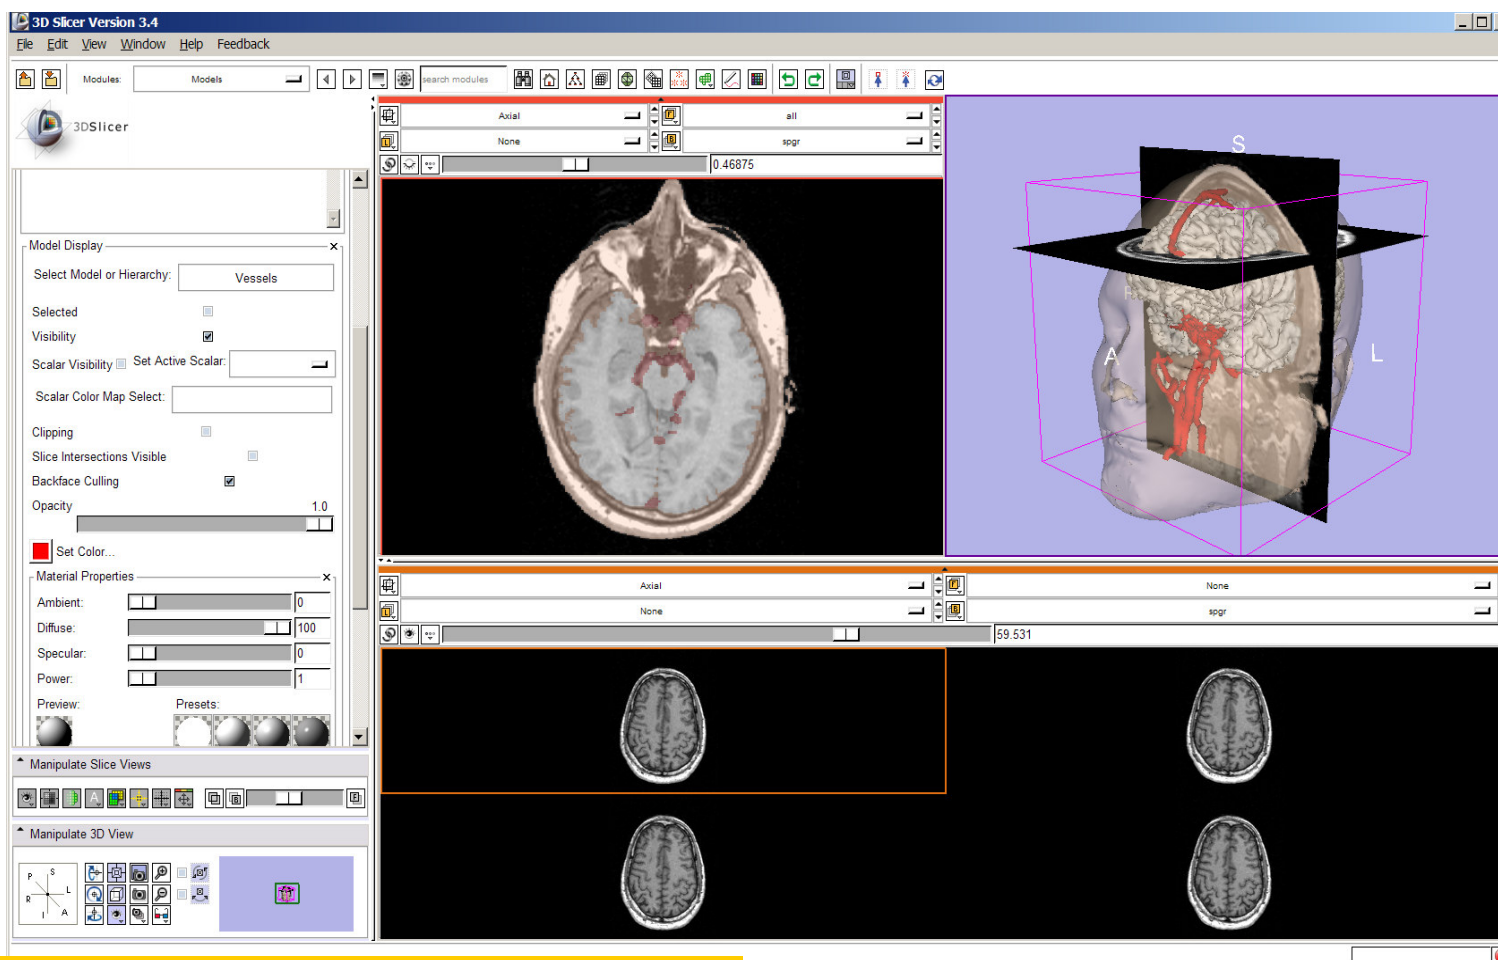 3D Slicer Version 3.4
File Edit View Window Help Feedback
Modules: Models search modules
3DSlicer
Axial all
None spgr
0.46875
S
A
L
Model Display x
Select Model or Hierarchy: Vessels
Selected
Visibility
Scalar Visibility Set Active Scalar:
Scalar Color Map Select:
Clipping
Slice Intersections Visible
Backface Culling
Opacity 1.0
Set Color...
Material Properties x
Ambient: 0
Diffuse: 100
Specular: 0
Power: 1
Preview: Presets:
Axial None
None spgr
59.531
Manipulate Slice Views
Manipulate 3D View
P S
R L
I A